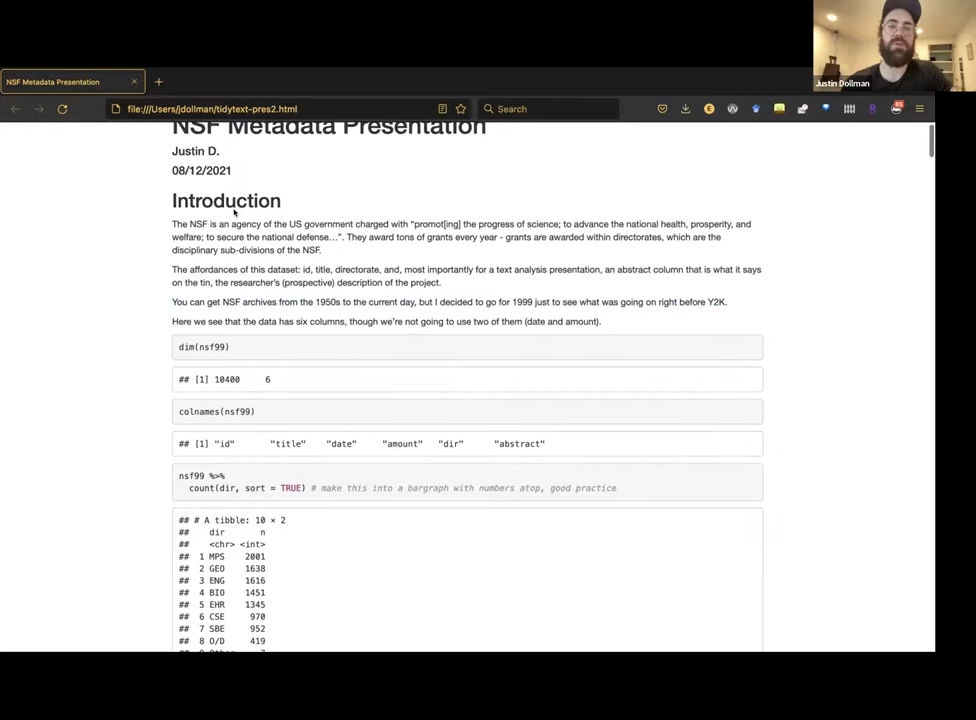 Justin Dollman
NSF Metadata Presentation
file:///Users/jdollman/tidytext-pres2.html
Search
NSF Metadata Presentation
Justin D.
08/12/2021
Introduction
The NSF is an agency of the US government charged with “promot[ing] the progress of science; to advance the national health, prosperity, and
welfare; to secure the national defense…”. They award tons of grants every year - grants are awarded within directorates, which are the
disciplinary sub-divisions of the NSF.
The affordances of this dataset: id, title, directorate, and, most importantly for a text analysis presentation, an abstract column that is what it says
on the tin, the researcher’s (prospective) description of the project.
You can get NSF archives from the 1950s to the current day, but I decided to go for 1999 just to see what was going on right before Y2K.
Here we see that the data has six columns, though we’re not going to use two of them (date and amount).
dim(nsf99)
## [1] 10400 6
colnames(nsf99)
## [1] "id" "title" "date" "amount" "dir" "abstract"
nsf99 %>%
count(dir, sort = TRUE) # make this into a bargraph with numbers atop, good practice
## # A tibble: 10 × 2
## dir n
## <chr> <int>
## 1 MPS 2001
## 2 GEO 1638
## 3 ENG 1616
## 4 BIO 1451
## 5 EHR 1345
## 6 CSE 970
## 7 SBE 952
## 8 O/D 419